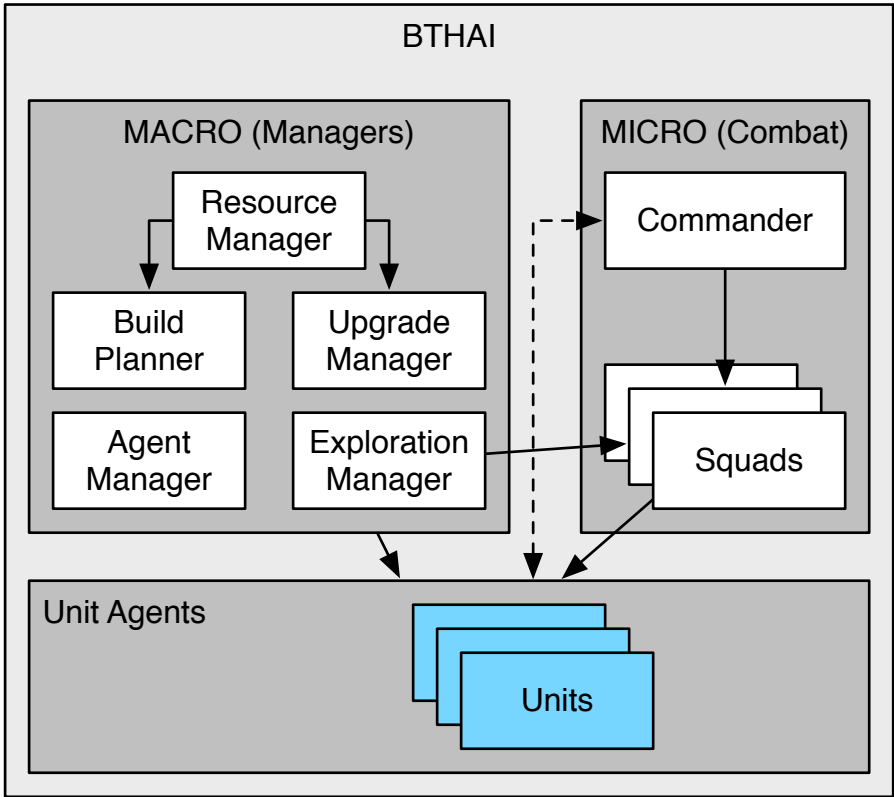 BTHAI
MACRO (Managers)
Resource
Manager
Build
Planner
Upgrade
Manager
Agent
Manager
Exploration
Manager
MICRO (Combat)
Commander
Squads
Unit Agents
Units